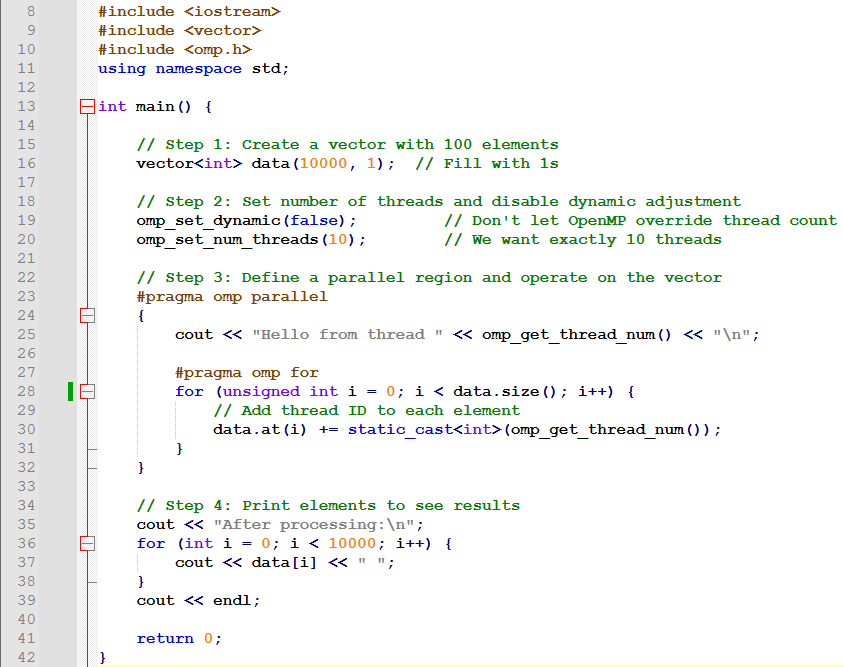 8 #include <iostream>
9 #include <vector>
10 #include <omp.h>
11 using namespace std;
12
13 int main() {
14
15 // Step 1: Create a vector with 100 elements
16 vector<int> data(10000, 1);  // Fill with 1s
17
18 // Step 2: Set number of threads and disable dynamic adjustment
19 omp_set_dynamic(false);         // Don't let OpenMP override thread count
20 omp_set_num_threads(10);        // We want exactly 10 threads
21
22 // Step 3: Define a parallel region and operate on the vector
23 #pragma omp parallel
24 {
25 cout << "Hello from thread " << omp_get_thread_num() << "\n";
26
27 #pragma omp for
28 for (unsigned int i = 0; i < data.size(); i++) {
29 // Add thread ID to each element
30 data.at(i) += static_cast<int>(omp_get_thread_num());
31 }
32 }
33
34 // Step 4: Print elements to see results
35 cout << "After processing:\n";
36 for (int i = 0; i < 10000; i++) {
37 cout << data[i] << " ";
38 }
39 cout << endl;
40
41 return 0;
42 }